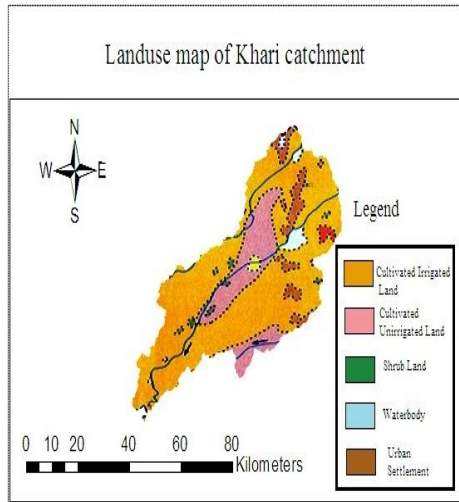 Landuse map of Khari catchment
N
W E
S
Legend
Cultivated Irrigated
Land
Cultivated
Unirrigated Land
Shrub Land
Waterbody
Urban
Settlement
0 10 20 40 60 80
Kilometers